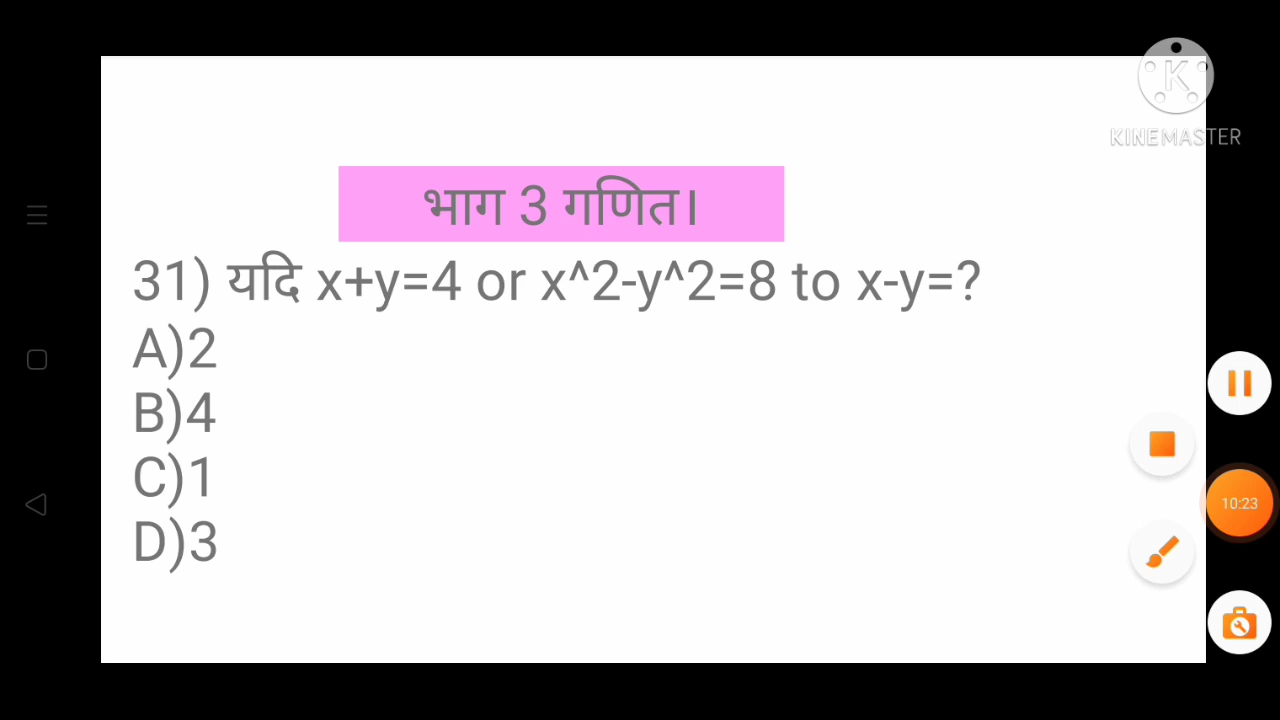 KINEMASTER
भाग 3 गणित।
31) यदि x+y=4 or x^2-y^2=8 to x-y=?
A)2
B)4
C)1
D)3
10:23